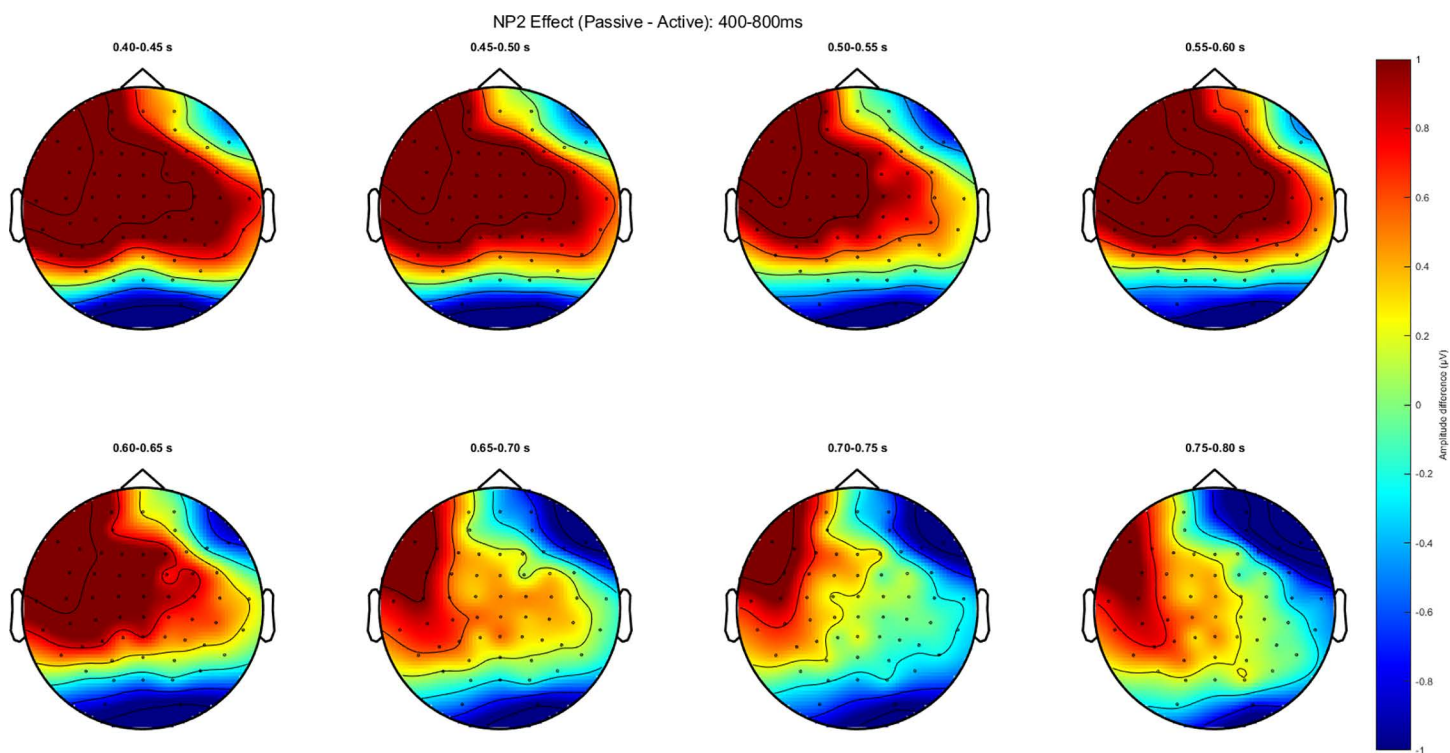 NP2 Effect (Passive - Active): 400-800ms
0.40-0.45 s
0.45-0.50 s
0.50-0.55 s
0.55-0.60 s
0.60-0.65 s
0.65-0.70 s
0.70-0.75 s
0.75-0.80 s
1
0.8
0.6
0.4
0.2
0
-0.2
-0.4
-0.6
-0.8
-1
Amplitude difference (µV)